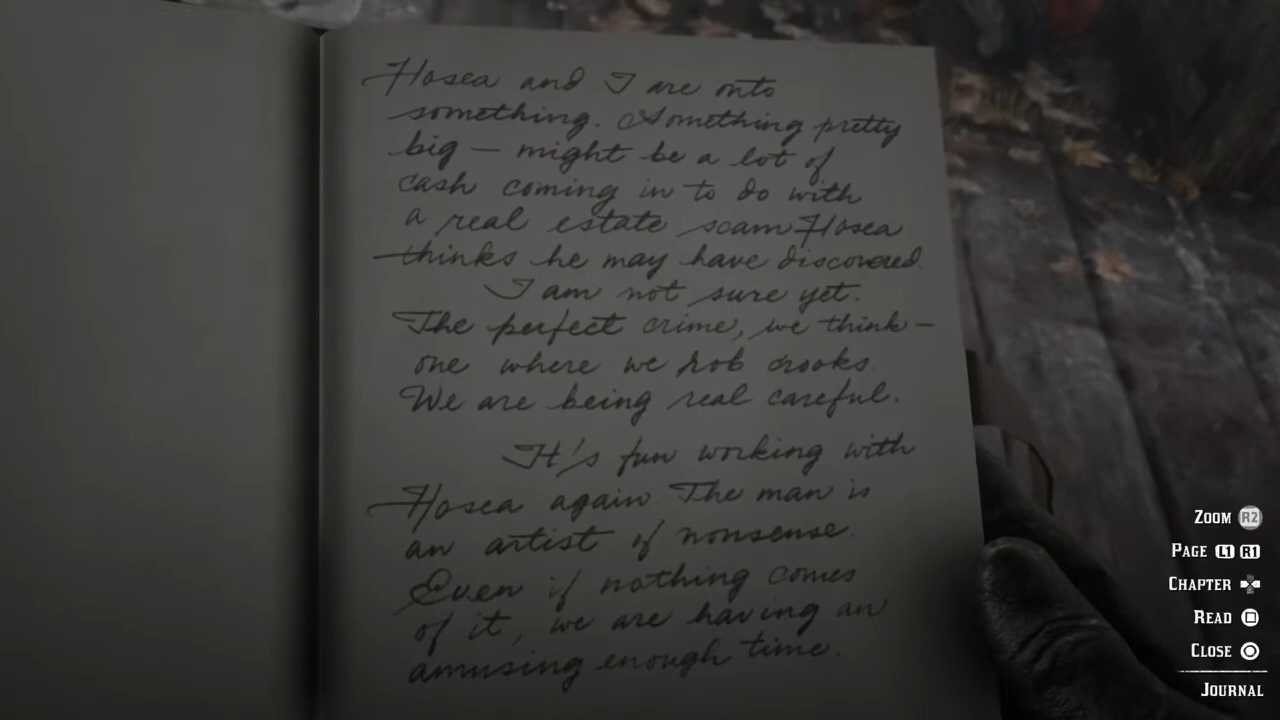 Hosea and I are onto
something. Something pretty
big — might be a lot of
cash coming in to do with
a real estate scam Hosea
thinks he may have discovered.
I am not sure yet.
The perfect crime, we think —
one where we rob crooks.
We are being real careful.
It's fun working with
Hosea again. The man is
an artist of nonsense.
Even if nothing comes
of it, we are having an
amusing enough time.
ZOOM R2
PAGE L1 R1
CHAPTER
READ
CLOSE
JOURNAL